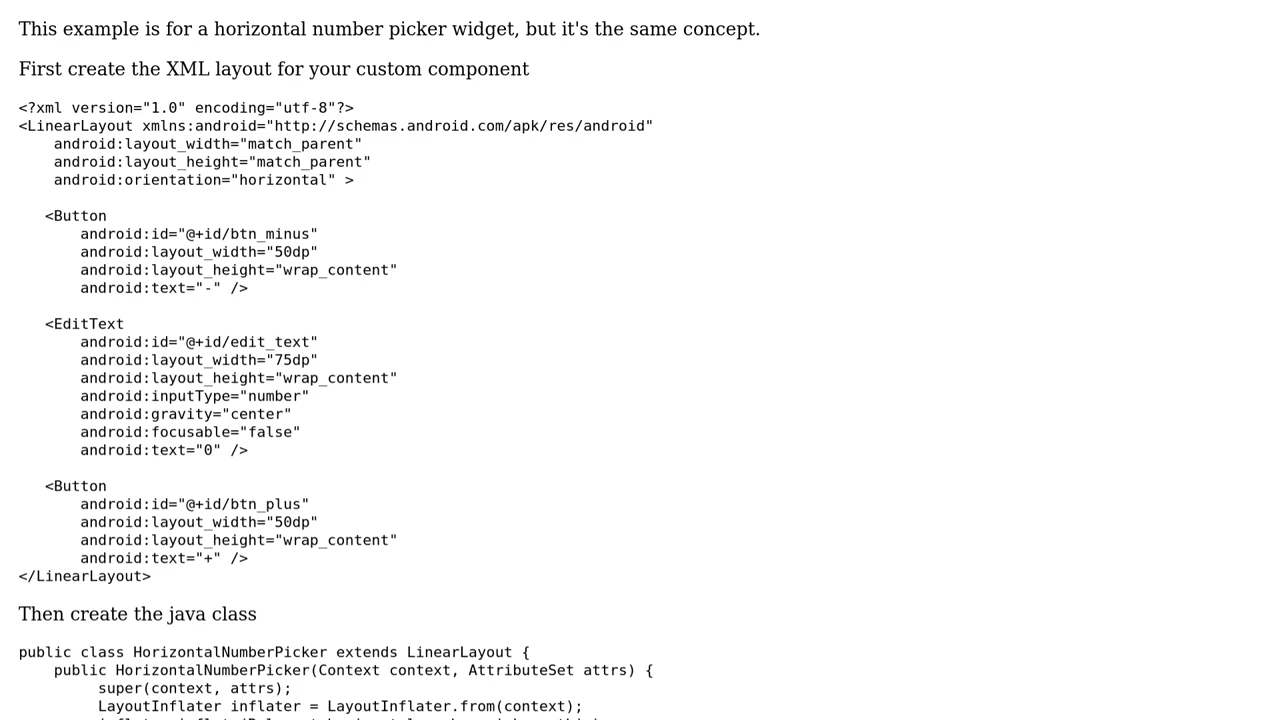 This example is for a horizontal number picker widget, but it's the same concept.
First create the XML layout for your custom component
<?xml version="1.0" encoding="utf-8"?>
<LinearLayout xmlns:android="http://schemas.android.com/apk/res/android"
    android:layout_width="match_parent"
    android:layout_height="match_parent"
    android:orientation="horizontal" >

   <Button
       android:id="@+id/btn_minus"
       android:layout_width="50dp"
       android:layout_height="wrap_content"
       android:text="-" />

   <EditText
       android:id="@+id/edit_text"
       android:layout_width="75dp"
       android:layout_height="wrap_content"
       android:inputType="number"
       android:gravity="center"
       android:focusable="false"
       android:text="0" />

   <Button
       android:id="@+id/btn_plus"
       android:layout_width="50dp"
       android:layout_height="wrap_content"
       android:text="+" />
</LinearLayout>
Then create the java class
public class HorizontalNumberPicker extends LinearLayout {
    public HorizontalNumberPicker(Context context, AttributeSet attrs) {
         super(context, attrs);
         LayoutInflater inflater = LayoutInflater.from(context);